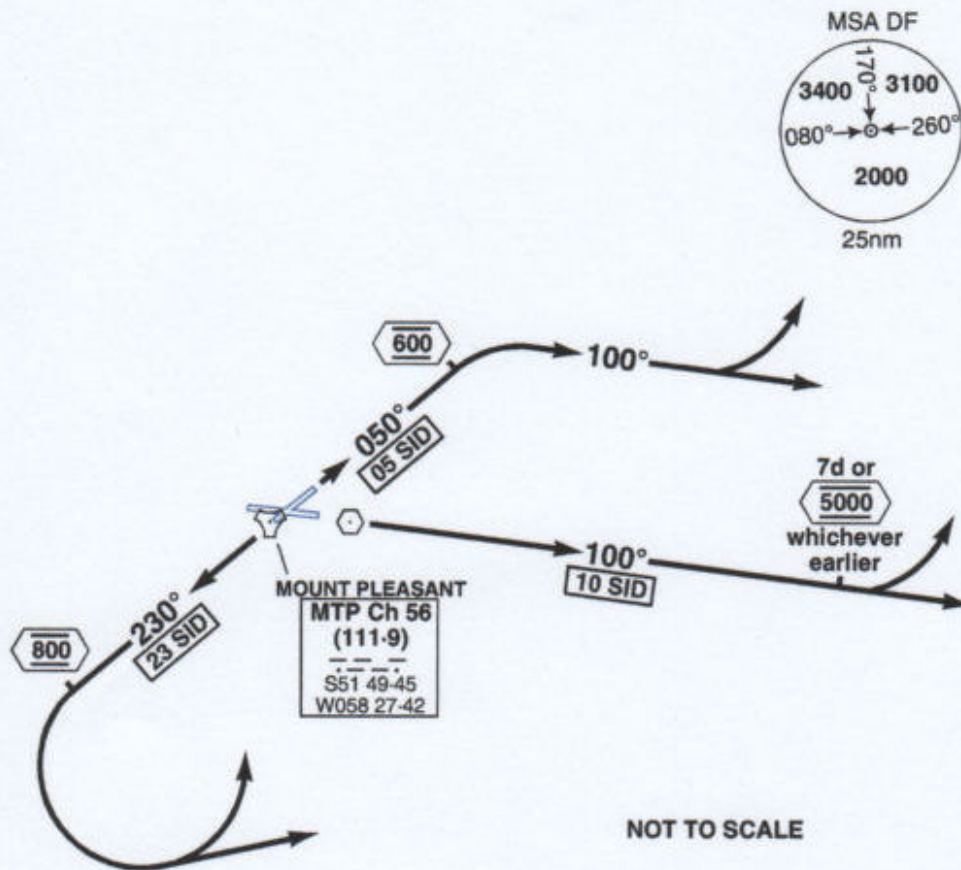 MSA DF
170°
3400
3100
080°
260°
2000
25nm
600
100°
050°
05 SID
7d or
5000
whichever
earlier
100°
10 SID
MOUNT PLEASANT
MTP Ch 56
(111·9)
S51 49·45
W058 27·42
230°
23 SID
800
NOT TO SCALE